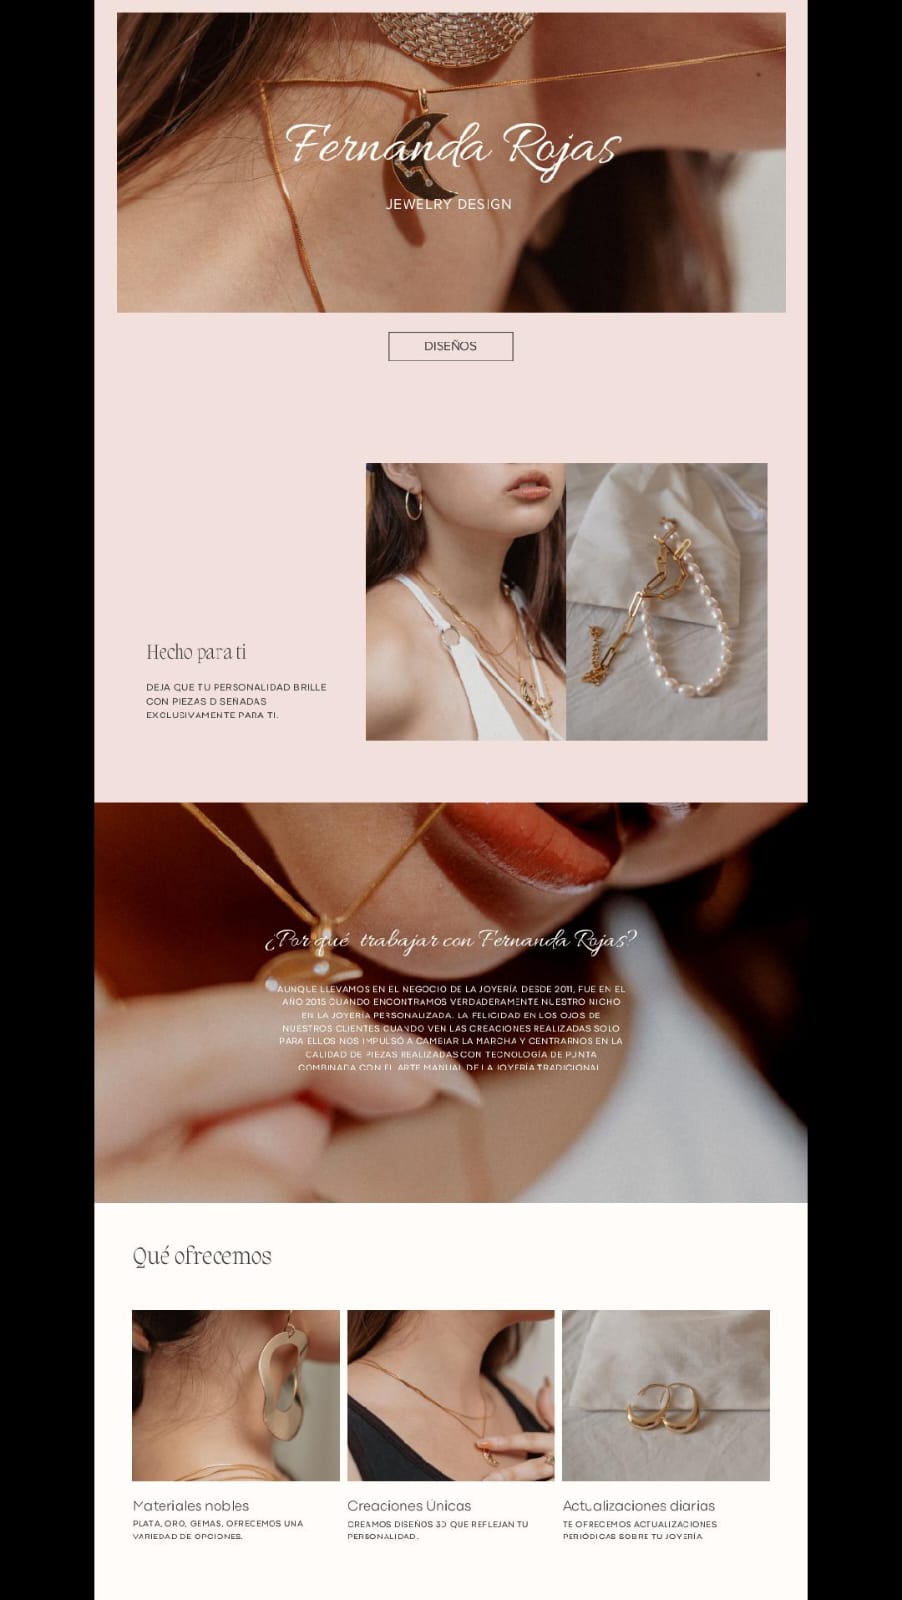 Fernanda Rojas
JEWELRY DESIGN
DISEÑOS
Hecho para ti
DEJA QUE TU PERSONALIDAD BRILLE
CON PIEZAS DISEÑADAS
EXCLUSIVAMENTE PARA TI.
¿Por qué trabajar con Fernanda Rojas?
AUNQUE LLEVAMOS EN EL NEGOCIO DE LA JOYERÍA DESDE 2011, FUE EN EL
AÑO 2015 CUANDO ENCONTRAMOS VERDADERAMENTE NUESTRO NICHO
EN LA JOYERÍA PERSONALIZADA. LA FELICIDAD EN LOS OJOS DE
NUESTROS CLIENTES CUANDO VEN LAS CREACIONES REALIZADAS SOLO
PARA ELLOS NOS IMPULSÓ A CAMBIAR LA MARCHA Y CENTRARNOS EN LA
CALIDAD DE PIEZAS REALIZADAS CON TECNOLOGÍA DE PUNTA
COMBINADA CON EL ARTE MANUAL DE LA JOYERÍA TRADICIONAL
Qué ofrecemos
Materiales nobles
PLATA, ORO, GEMAS, OFRECEMOS UNA
VARIEDAD DE OPCIONES.
Creaciones Únicas
CREAMOS DISEÑOS 3D QUE REFLEJAN TU
PERSONALIDAD.
Actualizaciones diarias
TE OFRECEMOS ACTUALIZACIONES
PERIÓDICAS SOBRE TU JOYERÍA